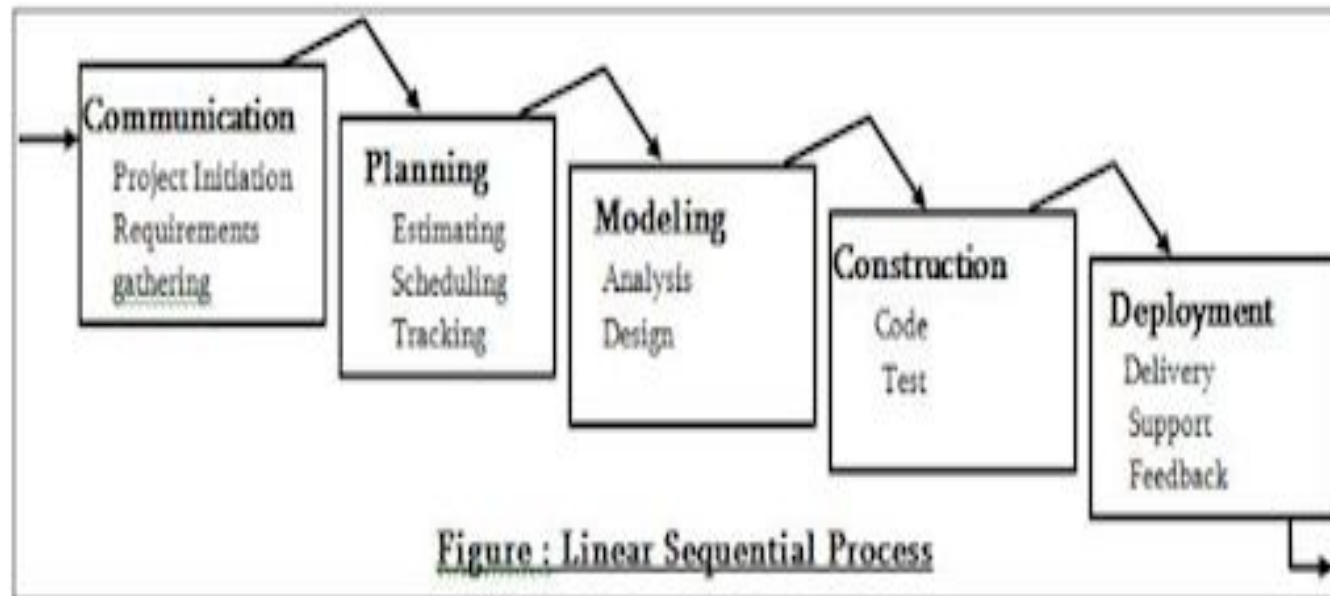 Communication
Project Initiation
Requirements
gathering
Planning
Estimating
Scheduling
Tracking
Modeling
Analysis
Design
Construction
Code
Test
Deployment
Delivery
Support
Feedback
Figure : Linear Sequential Process